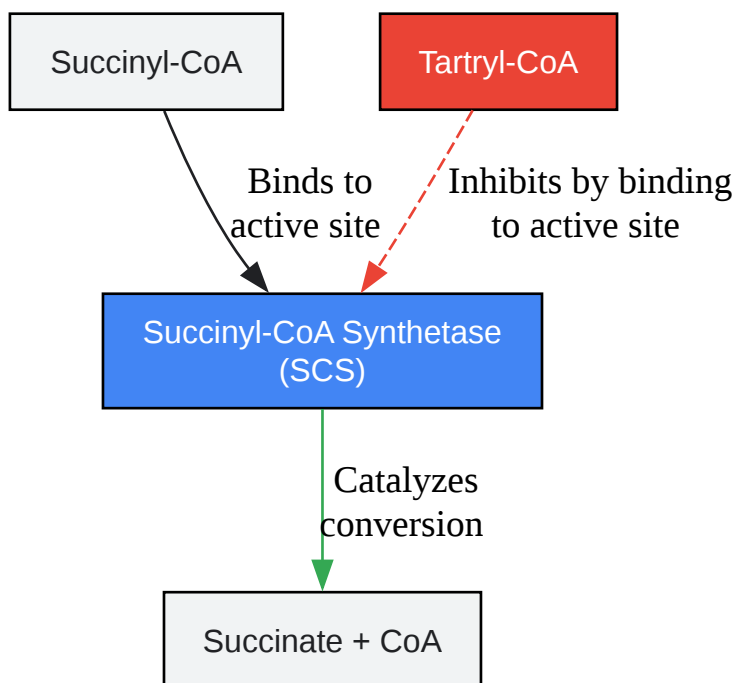 Succinyl-CoA
Tartryl-CoA
Binds to
active site
Inhibits by binding
to active site
Succinyl-CoA Synthetase
(SCS)
Catalyzes
conversion
Succinate + CoA